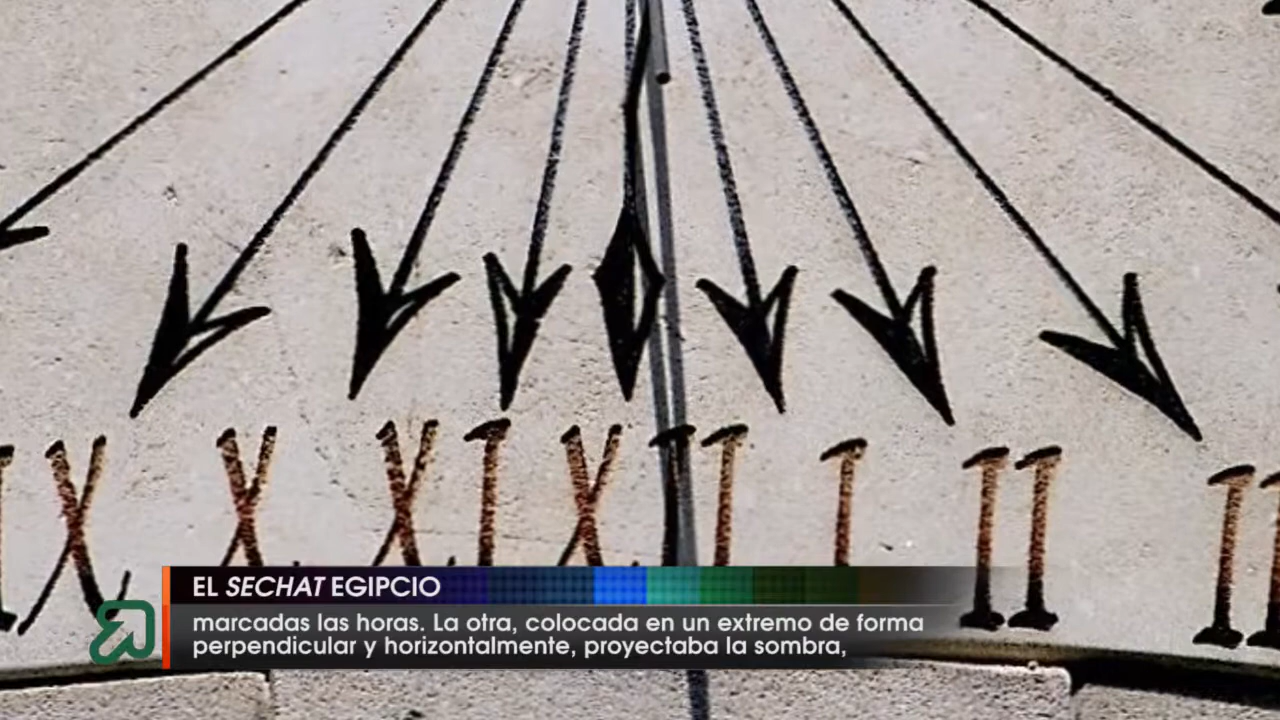 IX X XI XII I II
EL SECHAT EGIPCIO
marcadas las horas. La otra, colocada en un extremo de forma
perpendicular y horizontalmente, proyectaba la sombra,